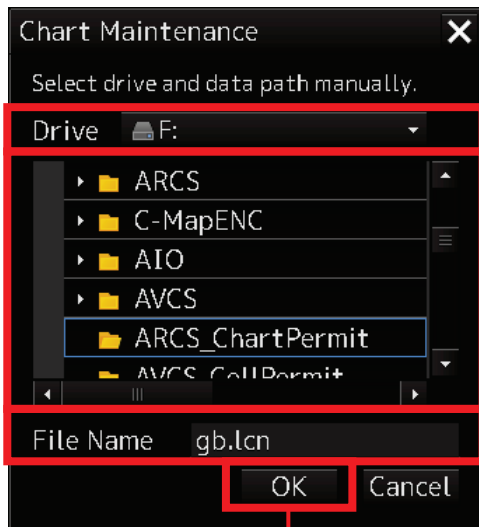 Chart Maintenance
Select drive and data path manually.
Drive F:
ARCS
C-MapENC
AIO
AVCS
ARCS_ChartPermit
AVCS_CellPermit
File Name gb.lcn
OK Cancel